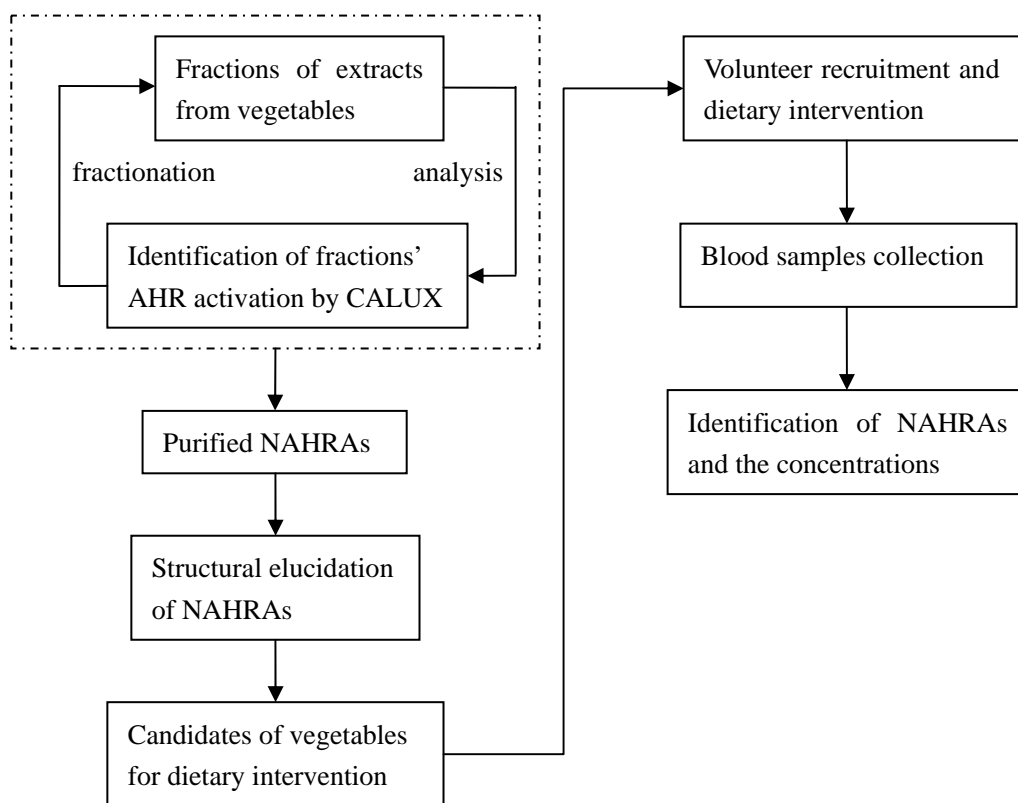 Fractions of extracts
from vegetables
fractionation
analysis
Identification of fractions’
AHR activation by CALUX
Purified NAHRAs
Structural elucidation
of NAHRAs
Candidates of vegetables
for dietary intervention
Volunteer recruitment and
dietary intervention
Blood samples collection
Identification of NAHRAs
and the concentrations